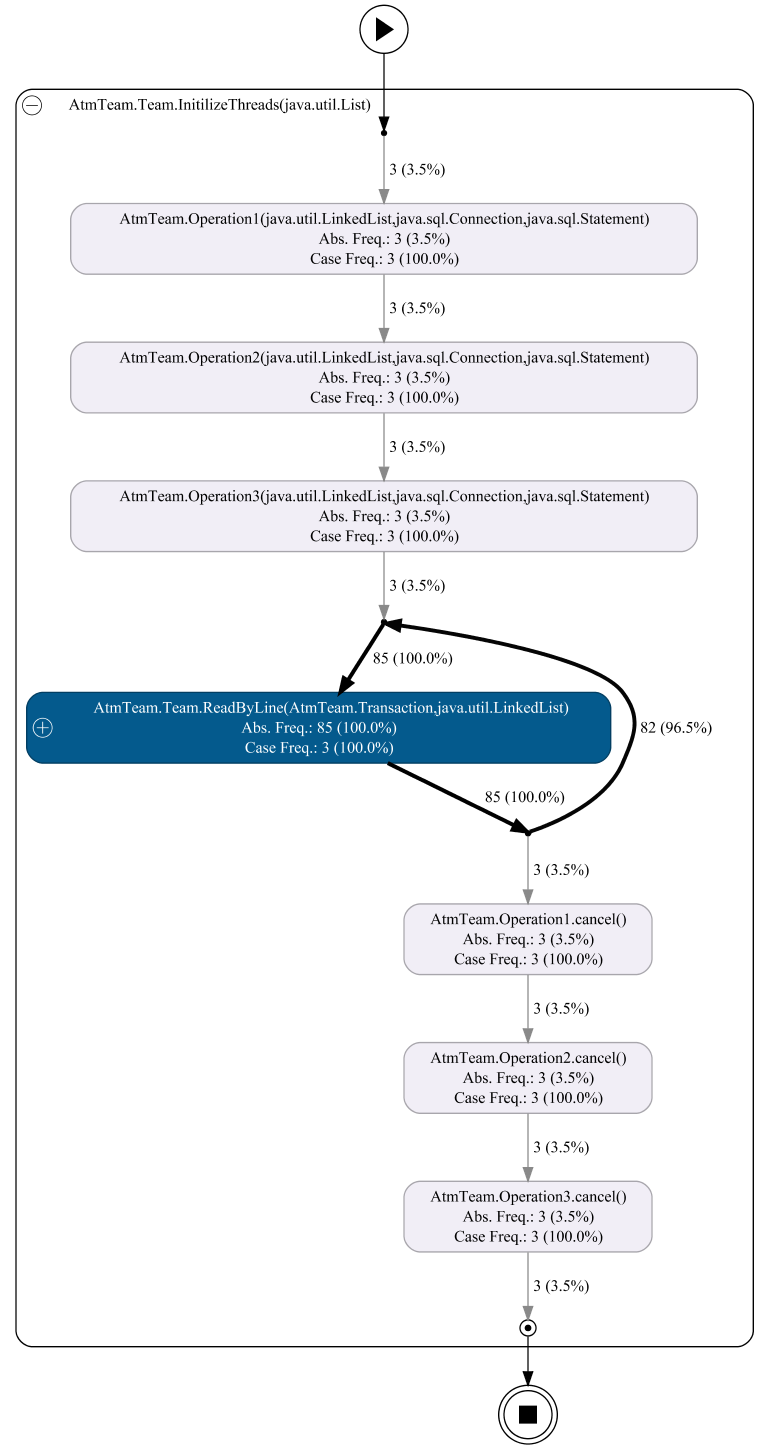 AtmTeam.Team.InitilizeThreads(java.util.List)
3 (3.5%)
AtmTeam.Operation1(java.util.LinkedList,java.sql.Connection,java.sql.Statement)
Abs. Freq.: 3 (3.5%)
Case Freq.: 3 (100.0%)
3 (3.5%)
AtmTeam.Operation2(java.util.LinkedList,java.sql.Connection,java.sql.Statement)
Abs. Freq.: 3 (3.5%)
Case Freq.: 3 (100.0%)
3 (3.5%)
AtmTeam.Operation3(java.util.LinkedList,java.sql.Connection,java.sql.Statement)
Abs. Freq.: 3 (3.5%)
Case Freq.: 3 (100.0%)
3 (3.5%)
85 (100.0%)
AtmTeam.Team.ReadByLine(AtmTeam.Transaction,java.util.LinkedList)
Abs. Freq.: 85 (100.0%)
Case Freq.: 3 (100.0%)
82 (96.5%)
85 (100.0%)
3 (3.5%)
AtmTeam.Operation1.cancel()
Abs. Freq.: 3 (3.5%)
Case Freq.: 3 (100.0%)
3 (3.5%)
AtmTeam.Operation2.cancel()
Abs. Freq.: 3 (3.5%)
Case Freq.: 3 (100.0%)
3 (3.5%)
AtmTeam.Operation3.cancel()
Abs. Freq.: 3 (3.5%)
Case Freq.: 3 (100.0%)
3 (3.5%)